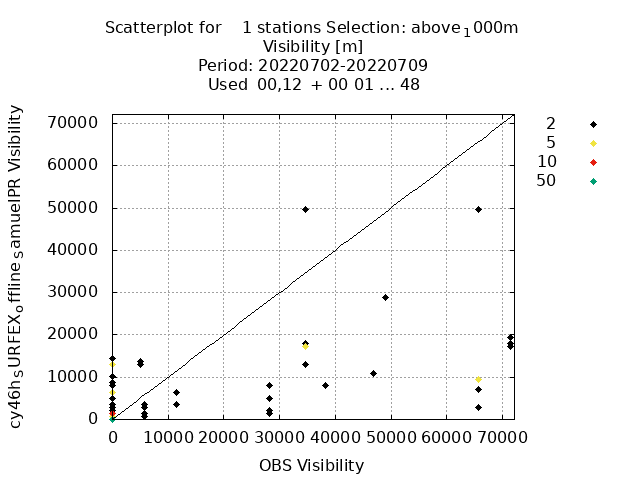 Scatterplot for 1 stations Selection: above₁000m
Visibility [m]
Period: 20220702-20220709
Used 00,12 + 00 01 ... 48
cy46hₛURFEXₒffline ₛamuelPR Visibility
70000
60000
50000
40000
30000
20000
10000
0
0 10000 20000 30000 40000 50000 60000 70000
OBS Visibility
2
5
10
50